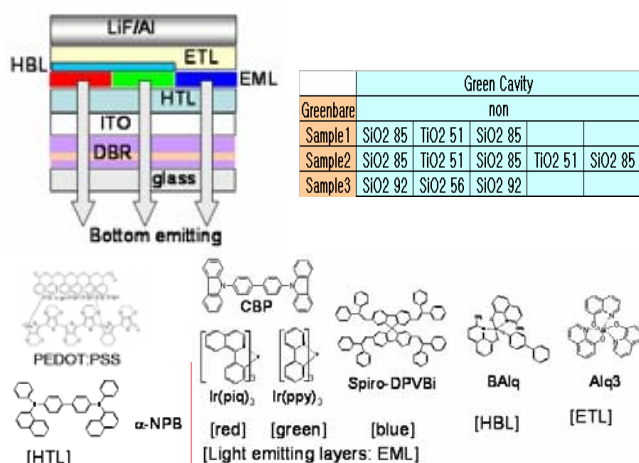 LiF/Al
ETL
HBL
EML
HTL
ITO
DBR
glass
Bottom emitting
Green Cavity
Greenbare non
Sample1 SiO2 85 TiO2 51 SiO2 85
Sample2 SiO2 85 TiO2 51 SiO2 85 TiO2 51 SiO2 85
Sample3 SiO2 92 SiO2 56 SiO2 92
CBP
PEDOT:PSS
Ir(piq)3
Ir(ppy)3
Spiro-DPVBi
BAlq
Alq3
α-NPB
[HTL]
[red]
[green]
[blue]
[HBL]
[ETL]
[Light emitting layers: EML]